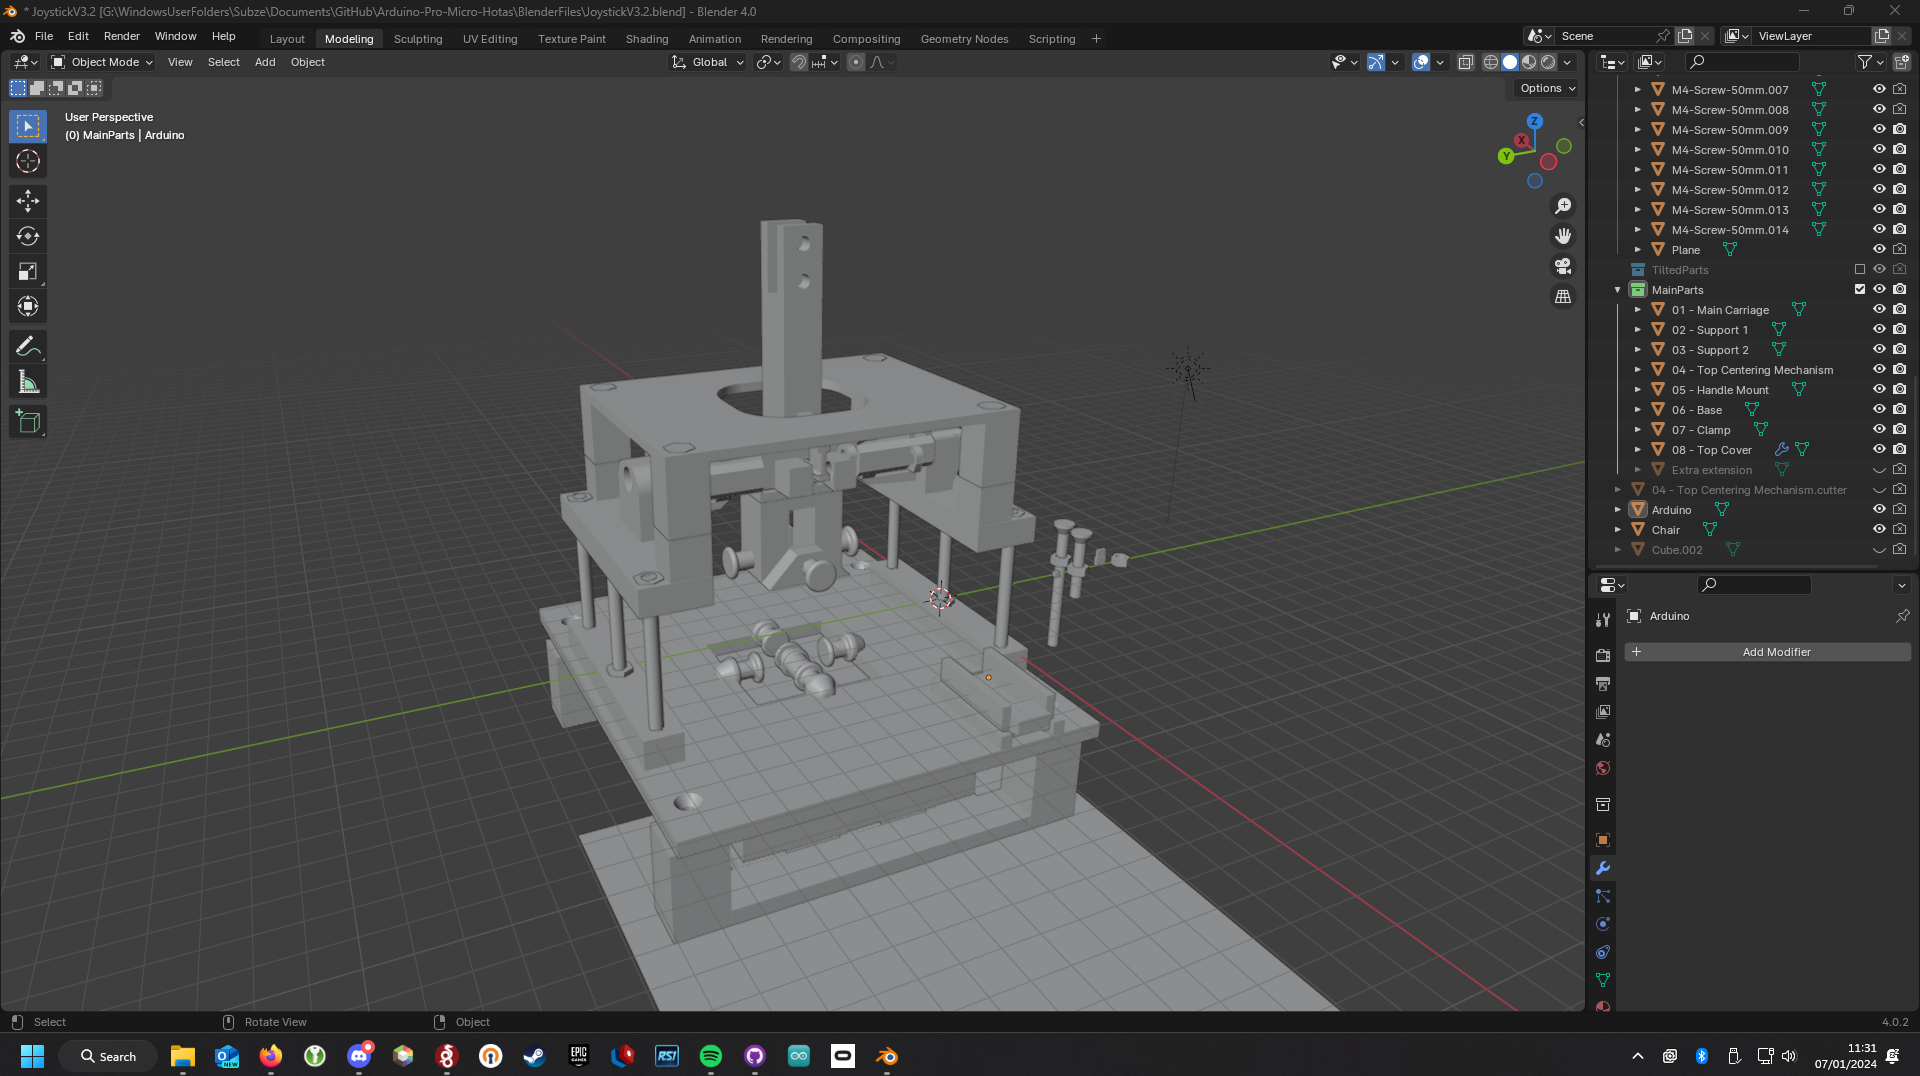 * JoystickV3.2 [G:\WindowsUserFolders\Subze\Documents\GitHub\Arduino-Pro-Micro-Hotas\BlenderFiles\JoystickV3.2.blend] - Blender 4.0
File Edit Render Window Help
Layout Modeling Sculpting UV Editing Texture Paint Shading Animation Rendering Compositing Geometry Nodes Scripting +
Scene
ViewLayer
Object Mode View Select Add Object
Global
Options
User Perspective
(0) MainParts | Arduino
Z
X
Y
M4-Screw-50mm.007
M4-Screw-50mm.008
M4-Screw-50mm.009
M4-Screw-50mm.010
M4-Screw-50mm.011
M4-Screw-50mm.012
M4-Screw-50mm.013
M4-Screw-50mm.014
Plane
TiltedParts
MainParts
01 - Main Carriage
02 - Support 1
03 - Support 2
04 - Top Centering Mechanism
05 - Handle Mount
06 - Base
07 - Clamp
08 - Top Cover
Extra extension
04 - Top Centering Mechanism.cutter
Arduino
Chair
Cube.002
Arduino
+ Add Modifier
Select
Rotate View
Object
4.0.2
Search
NEW
EPIC GAMES
RSI
11:31
07/01/2024